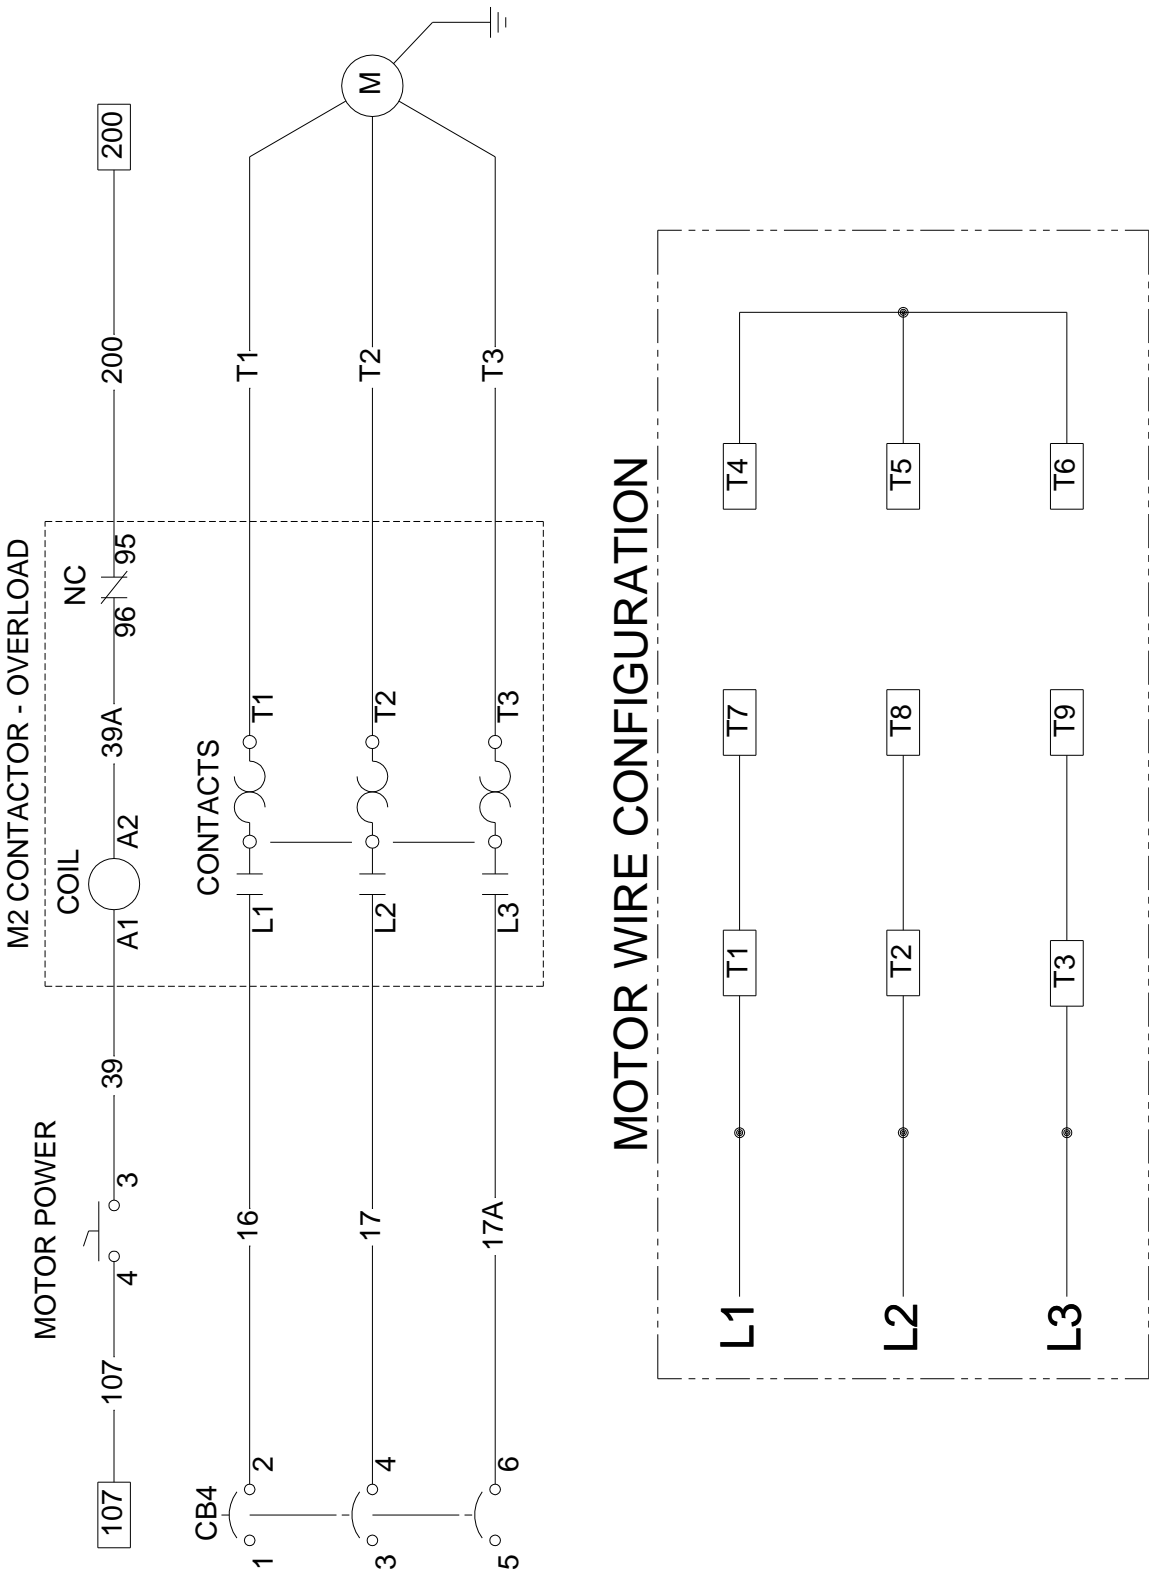 MOTOR POWER
M2 CONTACTOR - OVERLOAD
COIL
NC
107
107
4
3
39
A1
A2
39A
96
95
200
200
CB4
CONTACTS
1
2
16
L1
T1
T1
3
4
17
L2
T2
T2
M
5
6
17A
L3
T3
T3
MOTOR WIRE CONFIGURATION
L1
T1
T7
T4
L2
T2
T8
T5
L3
T3
T9
T6